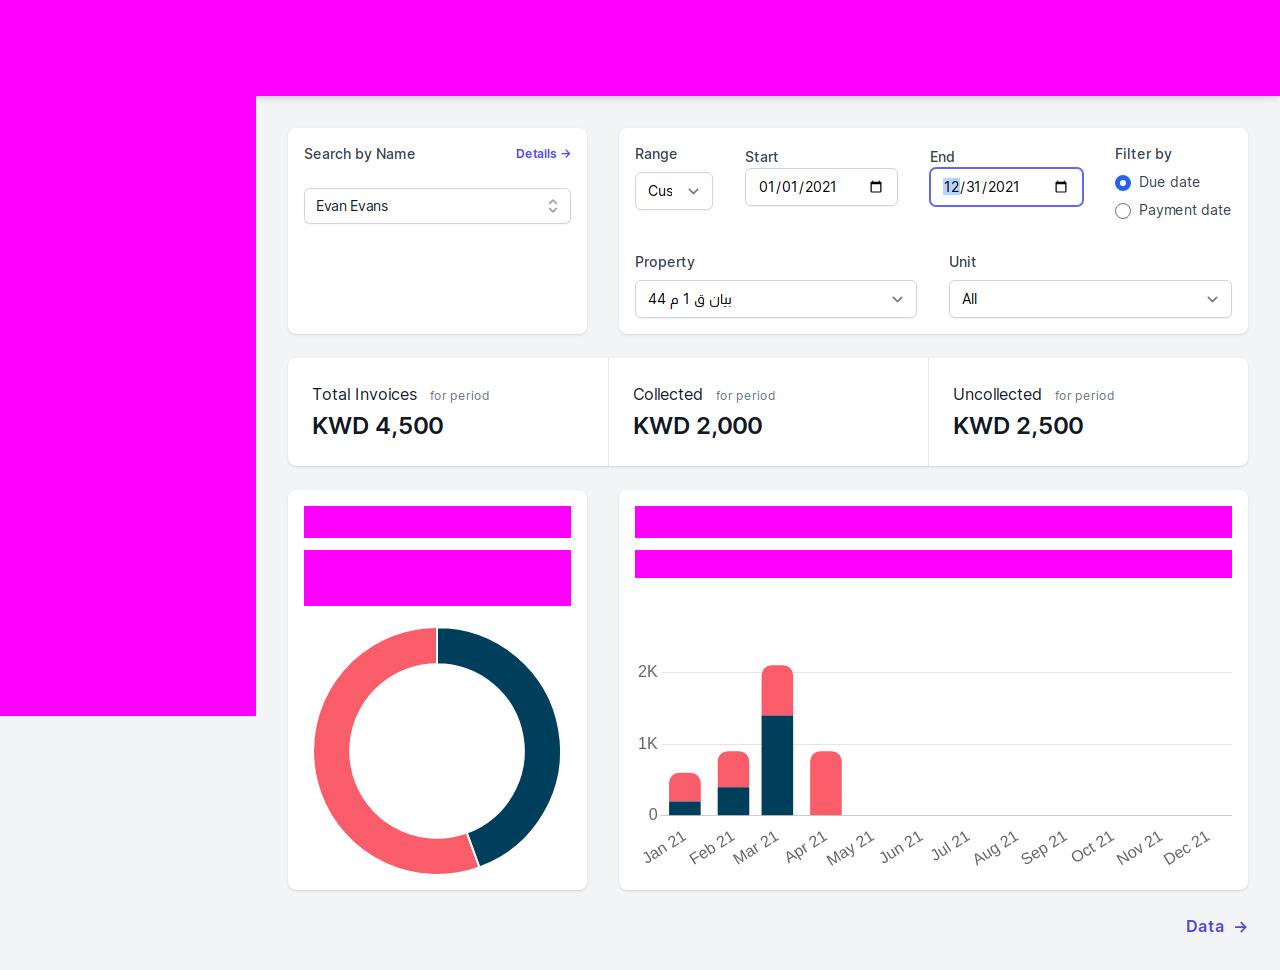 Search by Name
Details →
Evan Evans
Range
Cus
Start
01/01/2021
End
12/31/2021
Filter by
Due date
Payment date
Property
بيان ق 1 م 44
Unit
All
Total Invoices for period
KWD 4,500
Collected for period
KWD 2,000
Uncollected for period
KWD 2,500
2K
1K
0
Jan 21
Feb 21
Mar 21
Apr 21
May 21
Jun 21
Jul 21
Aug 21
Sep 21
Oct 21
Nov 21
Dec 21
Data →